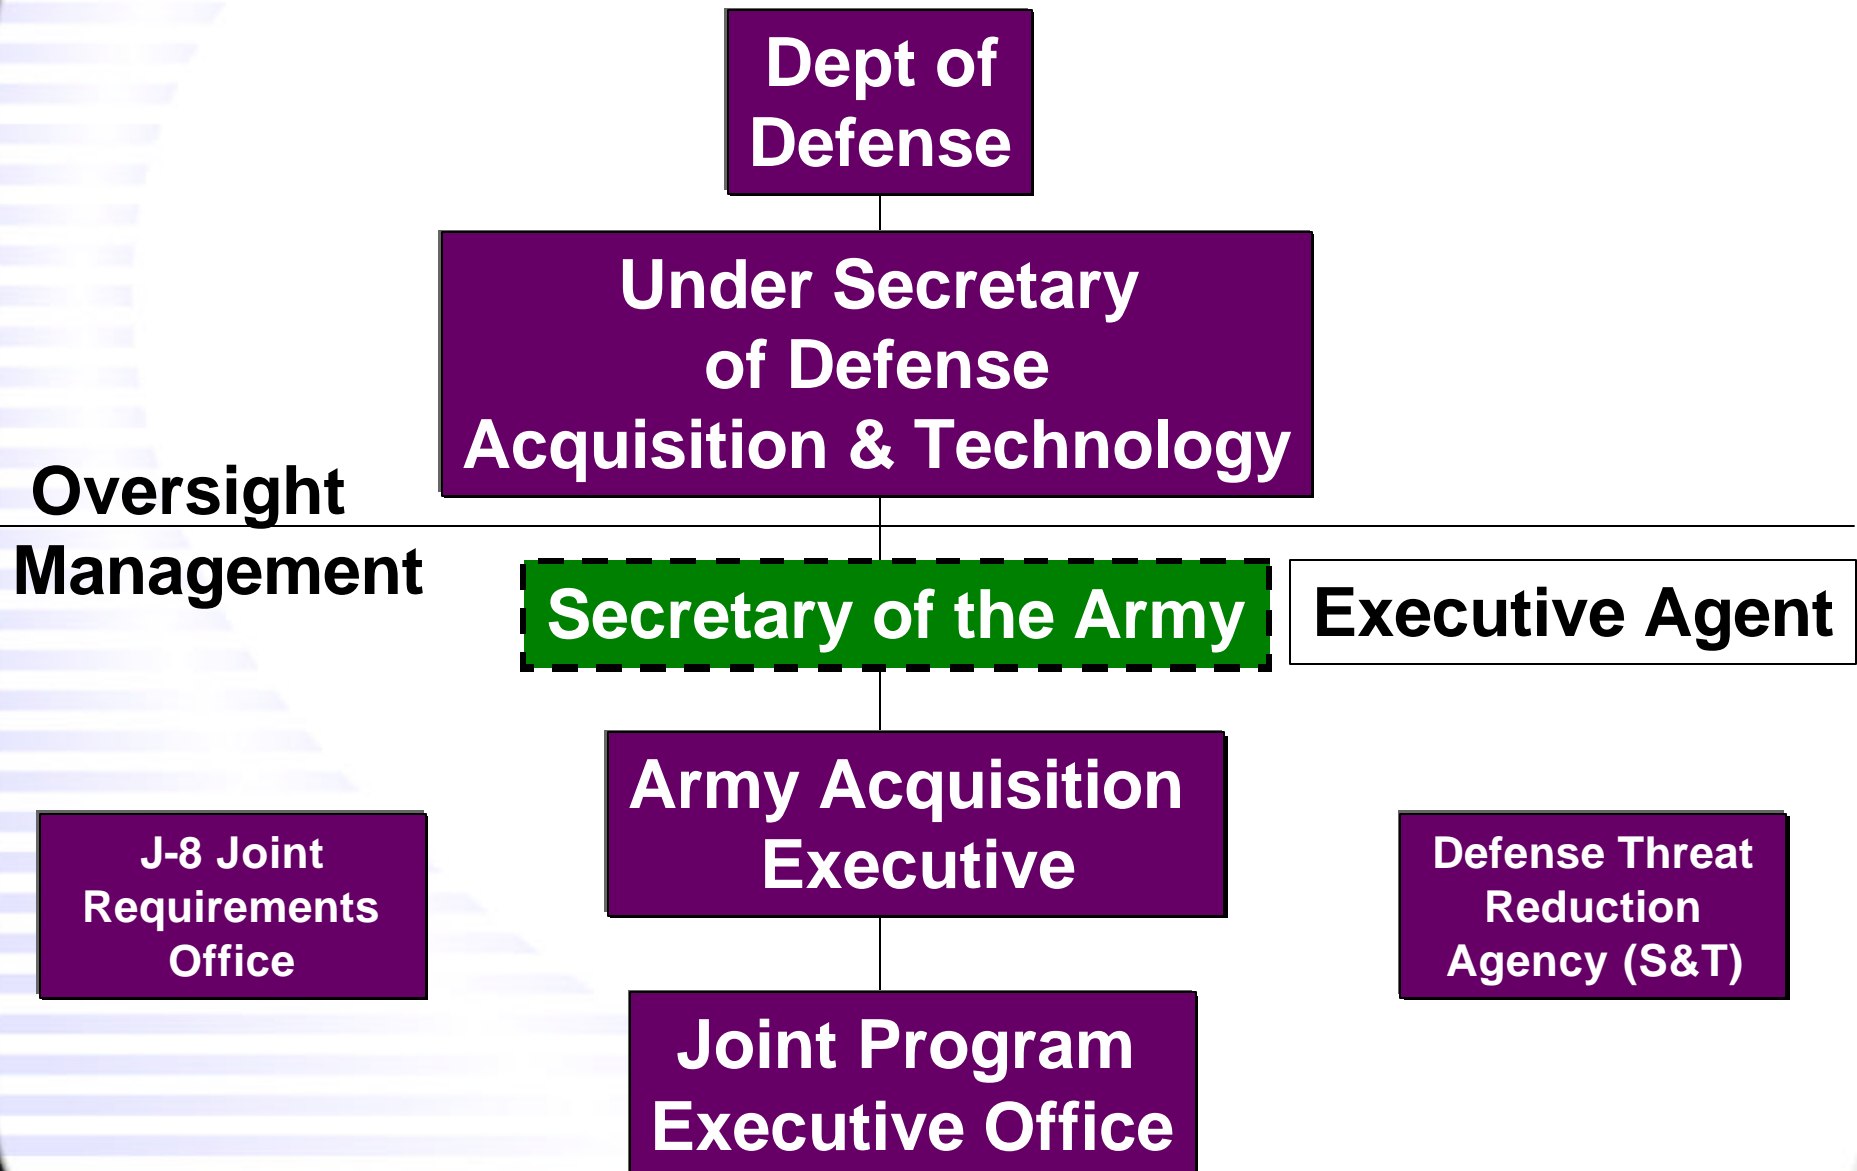 Dept of
Defense
Under Secretary
of Defense
Acquisition & Technology
Oversight
Management
Secretary of the Army
Executive Agent
Army Acquisition
Executive
J-8 Joint
Requirements
Office
Defense Threat
Reduction
Agency (S&T)
Joint Program
Executive Office